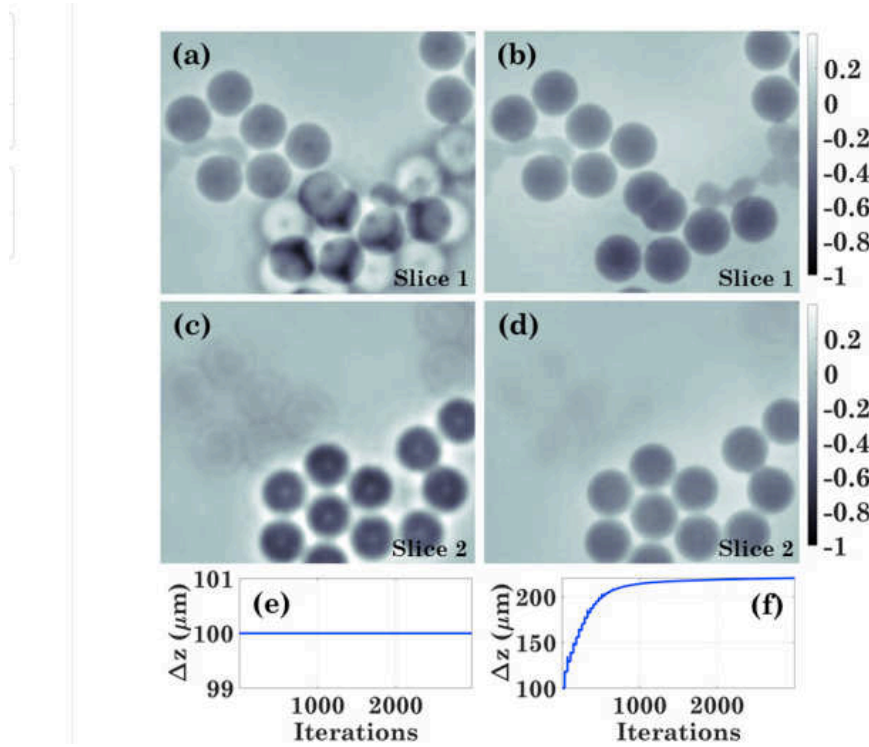 (a)
Slice 1
(b)
Slice 1
0.2
0
-0.2
-0.4
-0.6
-0.8
-1
(c)
Slice 2
(d)
Slice 2
0.2
0
-0.2
-0.4
-0.6
-0.8
-1
Δz (μm)
101
100
99
(e)
1000 2000
Iterations
Δz (μm)
200
150
100
(f)
1000 2000
Iterations